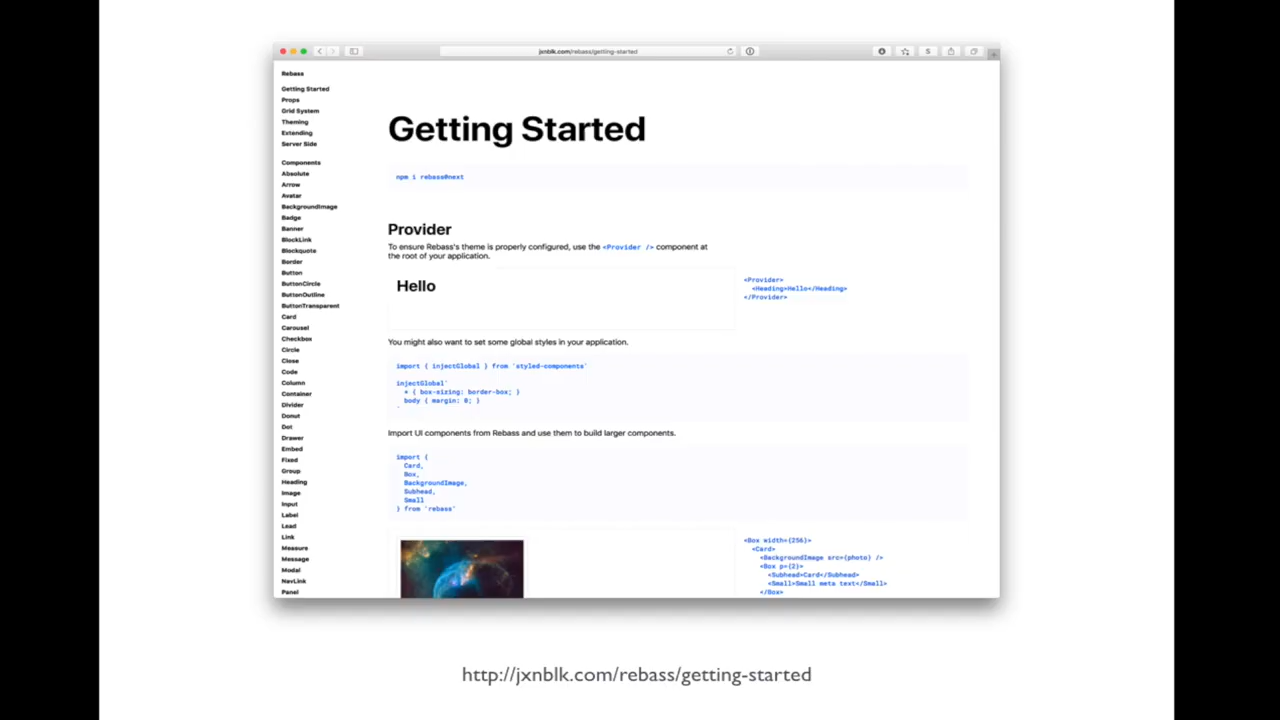 jxnblk.com/rebass/getting-started
S
Rebass
Getting Started
Props
Grid System
Theming
Extending
Server Side
Components
Absolute
Arrow
Avatar
BackgroundImage
Badge
Banner
BlockLink
Blockquote
Border
Button
ButtonCircle
ButtonOutline
ButtonTransparent
Card
Carousel
Checkbox
Circle
Close
Code
Column
Container
Divider
Donut
Dot
Drawer
Embed
Fixed
Group
Heading
Image
Input
Label
Lead
Link
Measure
Message
Modal
NavLink
Panel
Getting Started
npm i rebass@next
Provider
To ensure Rebass's theme is properly configured, use the <Provider /> component at
the root of your application.
Hello
<Provider>
<Heading>Hello</Heading>
</Provider>
You might also want to set some global styles in your application.
import { injectGlobal } from 'styled-components'
injectGlobal`
* { box-sizing: border-box; }
body { margin: 0; }
`
Import UI components from Rebass and use them to build larger components.
import {
Card,
Box,
BackgroundImage,
Subhead,
Small
} from 'rebass'
<Box width={256}>
<Card>
<BackgroundImage src={photo} />
<Box p={2}>
<Subhead>Card</Subhead>
<Small>Small meta text</Small>
</Box>
http://jxnblk.com/rebass/getting-started